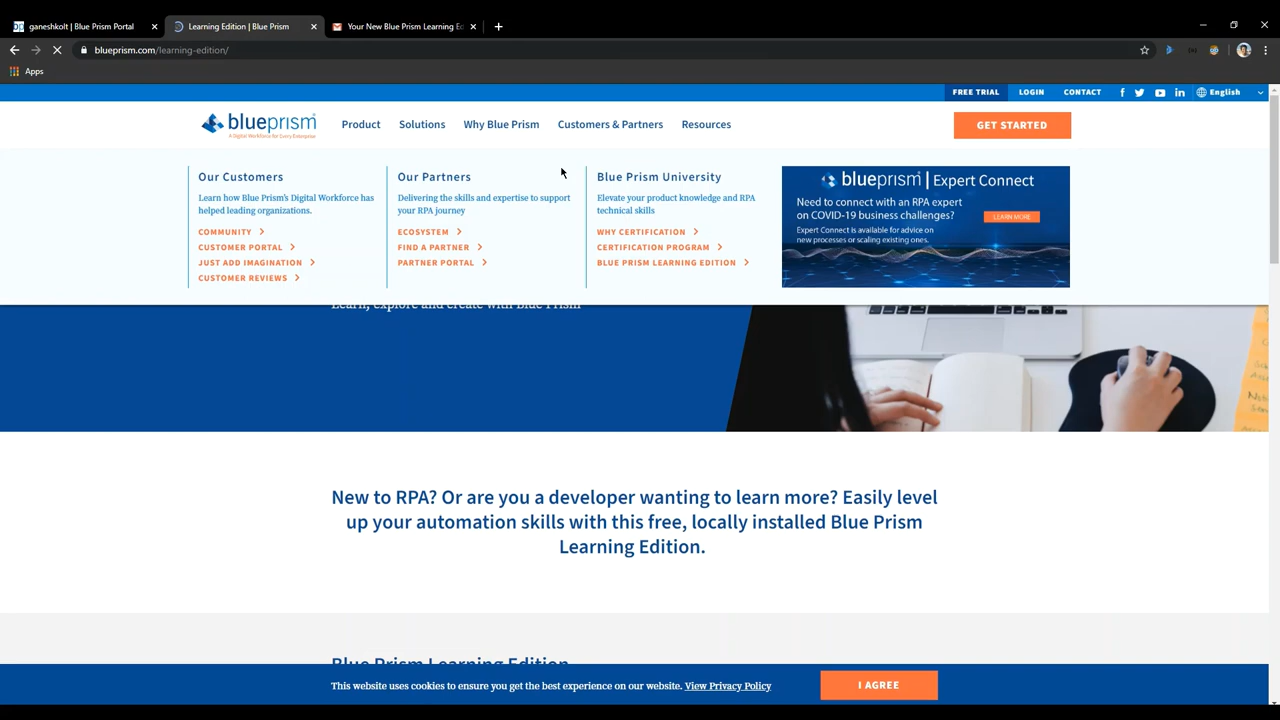 ganeshkolt | Blue Prism Portal
Learning Edition | Blue Prism
Your New Blue Prism Learning Ed
blueprism.com/learning-edition/
Apps
FREE TRIAL
LOGIN
CONTACT
English
blueprism
A Digital Workforce for Every Enterprise
Product
Solutions
Why Blue Prism
Customers & Partners
Resources
GET STARTED
Our Customers
Learn how Blue Prism's Digital Workforce has
helped leading organizations.
COMMUNITY
CUSTOMER PORTAL
JUST ADD IMAGINATION
CUSTOMER REVIEWS
Our Partners
Delivering the skills and expertise to support
your RPA journey
ECOSYSTEM
FIND A PARTNER
PARTNER PORTAL
Blue Prism University
Elevate your product knowledge and RPA
technical skills
WHY CERTIFICATION
CERTIFICATION PROGRAM
BLUE PRISM LEARNING EDITION
blueprism | Expert Connect
Need to connect with an RPA expert
on COVID-19 business challenges?
LEARN MORE
Expert Connect is available for advice on
new processes or scaling existing ones.
Learn, explore and create with Blue Prism
New to RPA? Or are you a developer wanting to learn more? Easily level
up your automation skills with this free, locally installed Blue Prism
Learning Edition.
Blue Prism Learning Edition
This website uses cookies to ensure you get the best experience on our website. View Privacy Policy
I AGREE